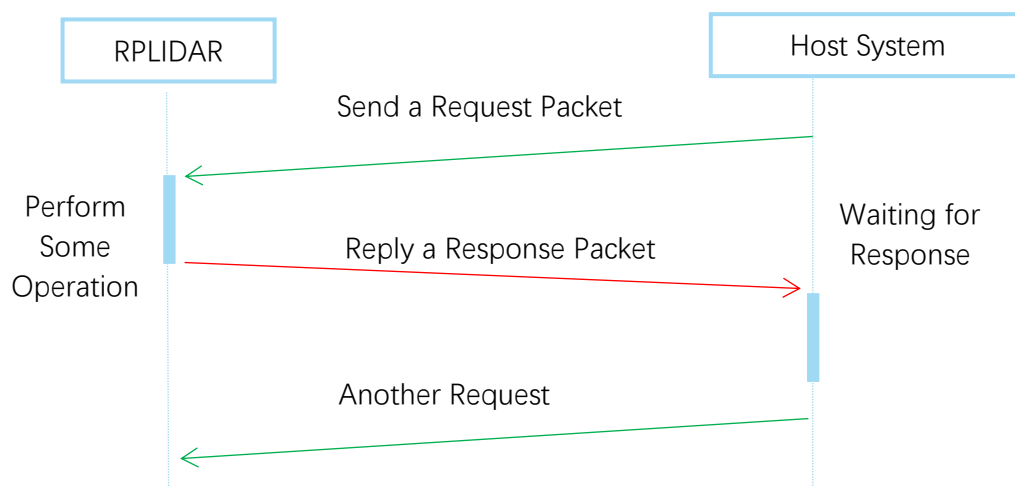 RPLIDAR
Host System
Send a Request Packet
Perform
Some
Operation
Waiting for
Response
Reply a Response Packet
Another Request